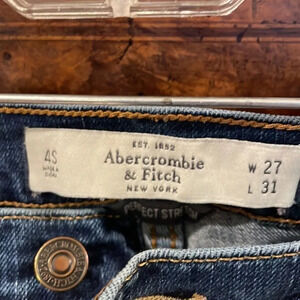 EST. 1892
4S
Abercrombie
& Fitch
NEW YORK
W 27
L 31